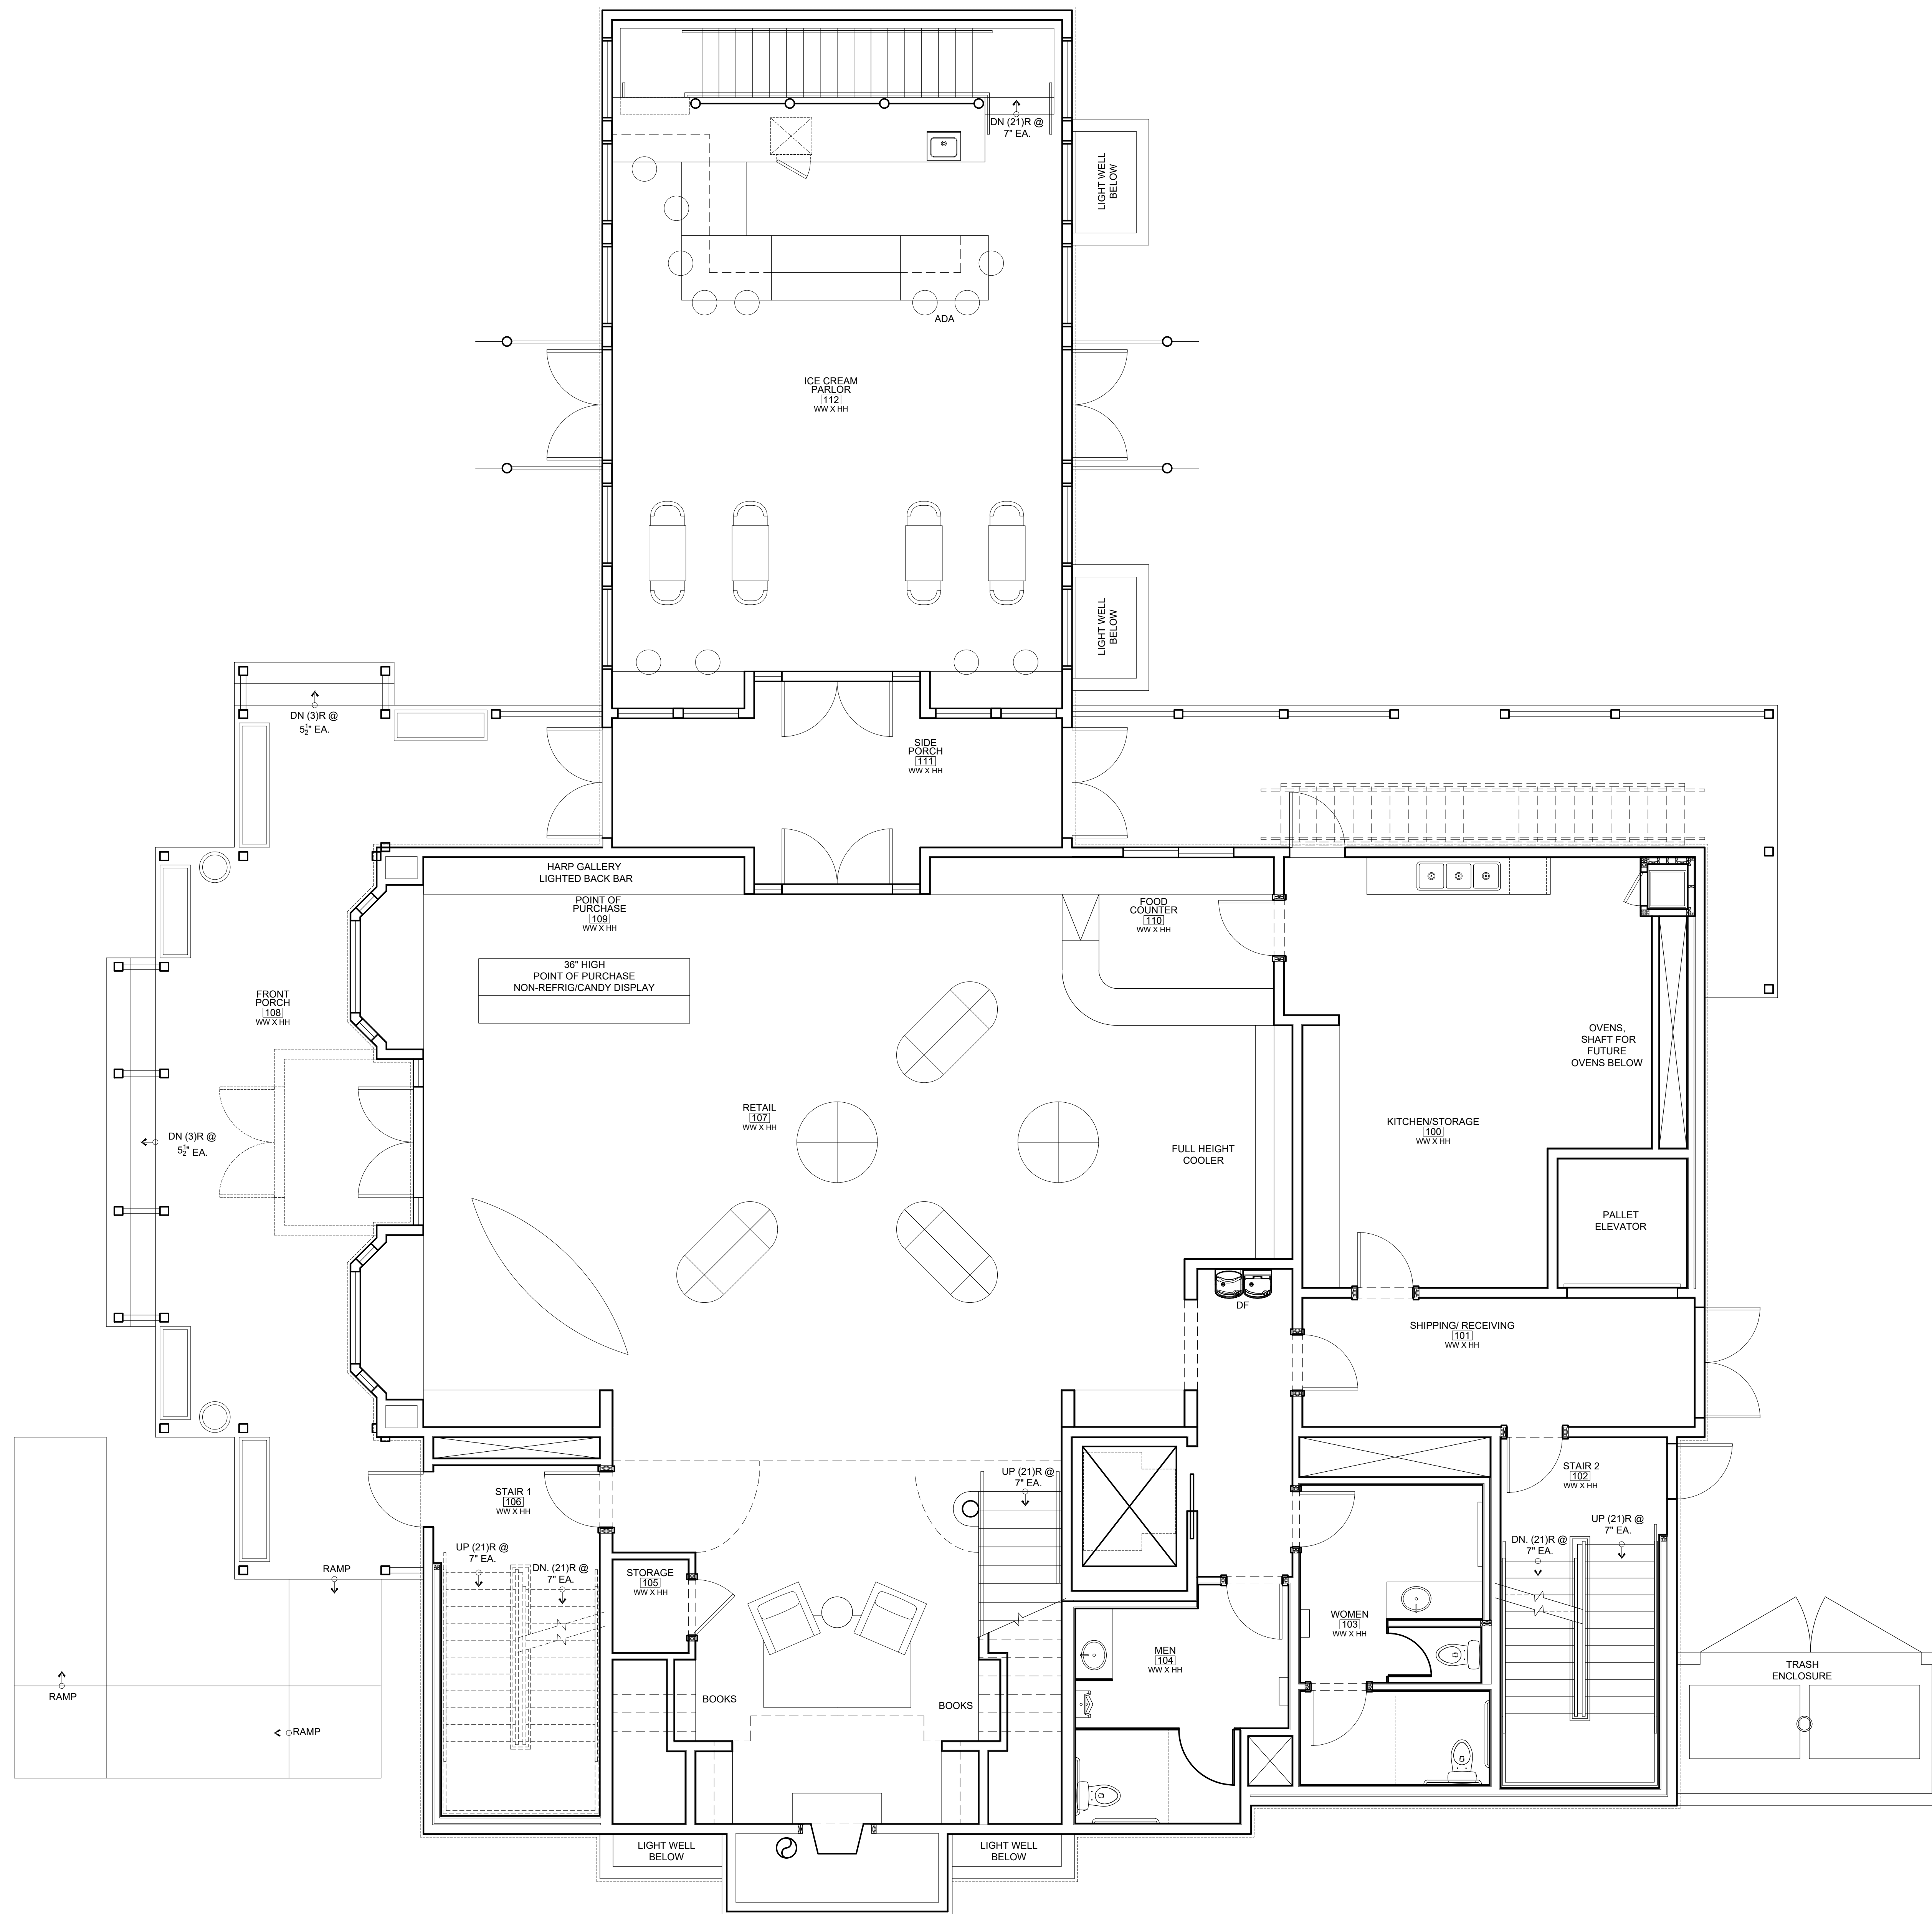 DN (21)R @
7" EA.
LIGHT WELL
BELOW
ADA
ICE CREAM
PARLOR
112
WW X HH
LIGHT WELL
BELOW
DN (3)R @
5½" EA.
SIDE
PORCH
111
WW X HH
HARP GALLERY
LIGHTED BACK BAR
POINT OF
PURCHASE
109
WW X HH
FOOD
COUNTER
110
WW X HH
36" HIGH
POINT OF PURCHASE
NON-REFRIG/CANDY DISPLAY
FRONT
PORCH
108
WW X HH
OVENS,
SHAFT FOR
FUTURE
OVENS BELOW
RETAIL
107
WW X HH
KITCHEN/STORAGE
100
WW X HH
DN (3)R @
5½" EA.
FULL HEIGHT
COOLER
PALLET
ELEVATOR
DF
SHIPPING/ RECEIVING
101
WW X HH
STAIR 1
106
WW X HH
UP (21)R @
7" EA.
STAIR 2
102
WW X HH
UP (21)R @
7" EA.
DN. (21)R @
7" EA.
STORAGE
105
WW X HH
UP (21)R @
7" EA.
DN. (21)R @
7" EA.
RAMP
WOMEN
103
WW X HH
MEN
104
WW X HH
TRASH
ENCLOSURE
RAMP
BOOKS
BOOKS
RAMP
LIGHT WELL
BELOW
LIGHT WELL
BELOW